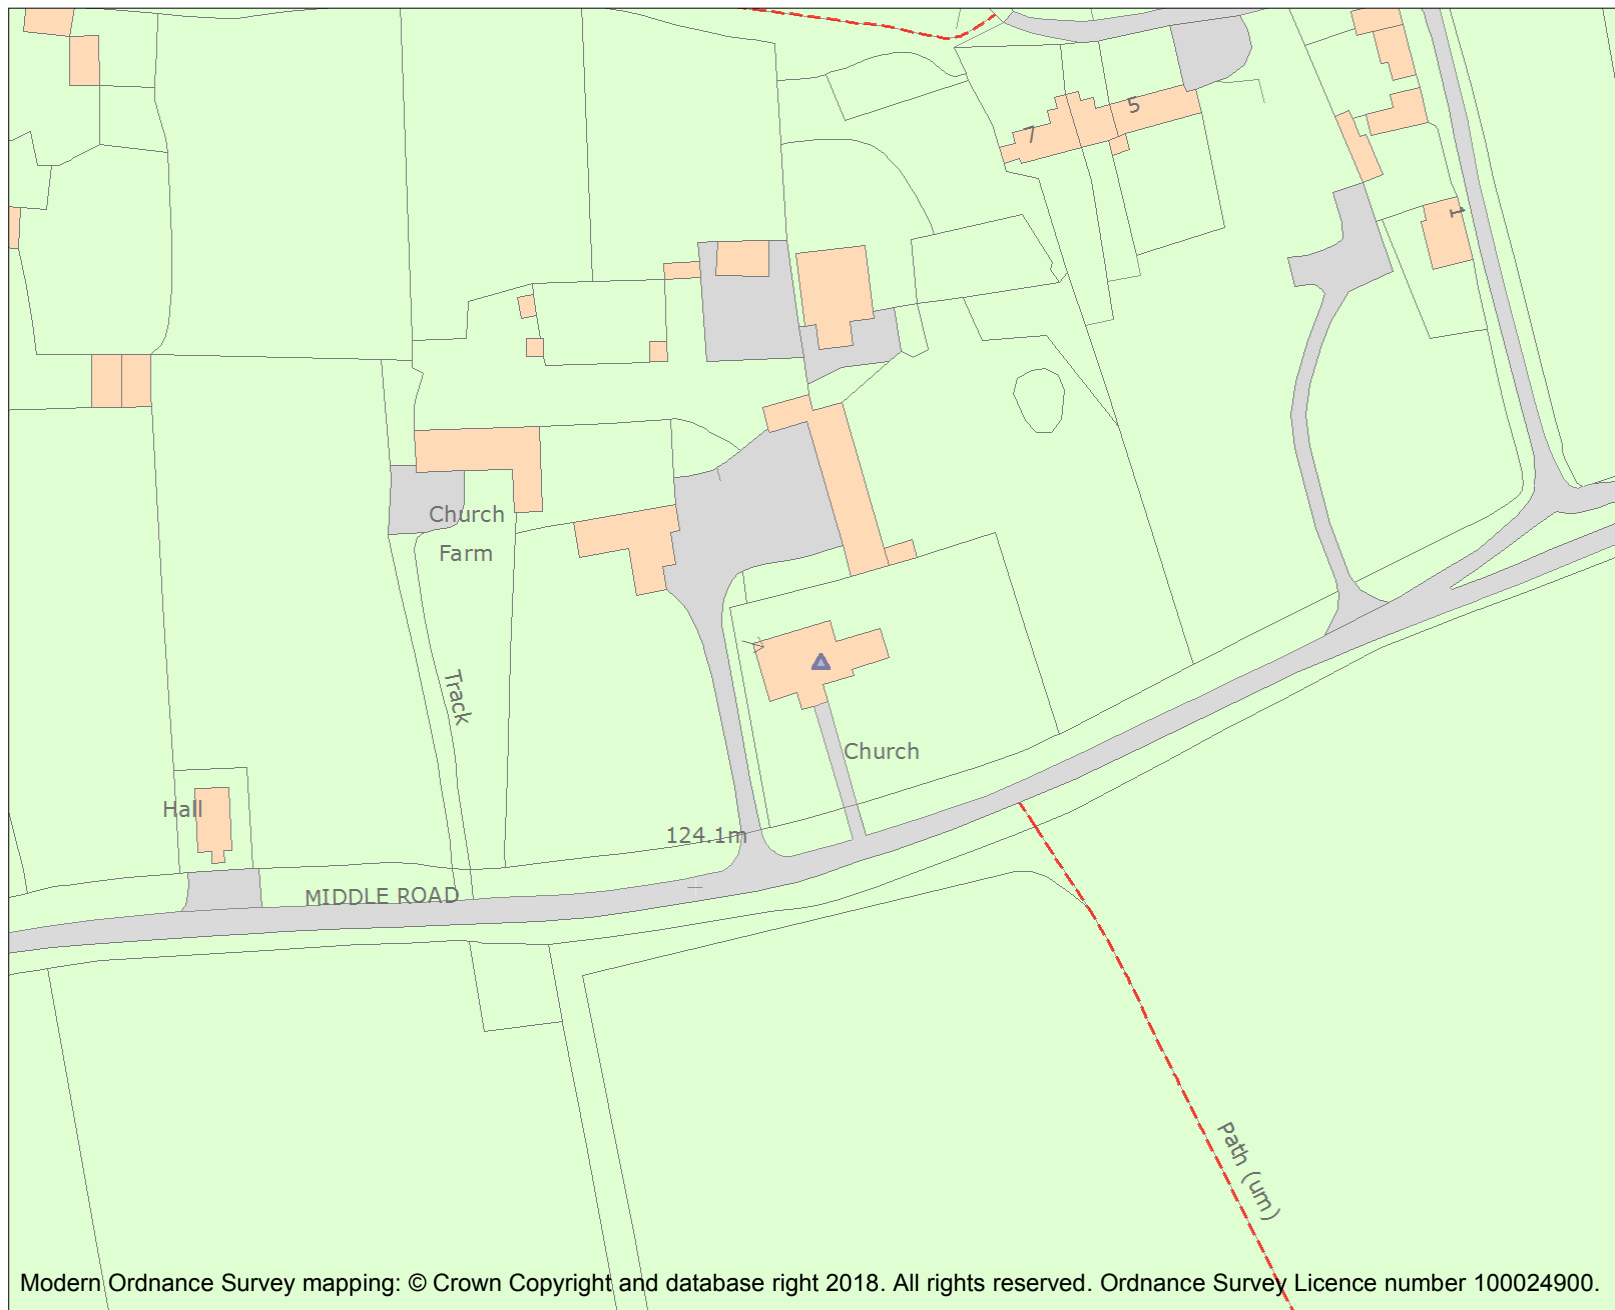 5
7
1
Church
Farm
Track
Church
Hall
124.1m
MIDDLE ROAD
Path (um)
Modern Ordnance Survey mapping: © Crown Copyright and database right 2018. All rights reserved. Ordnance Survey Licence number 100024900.